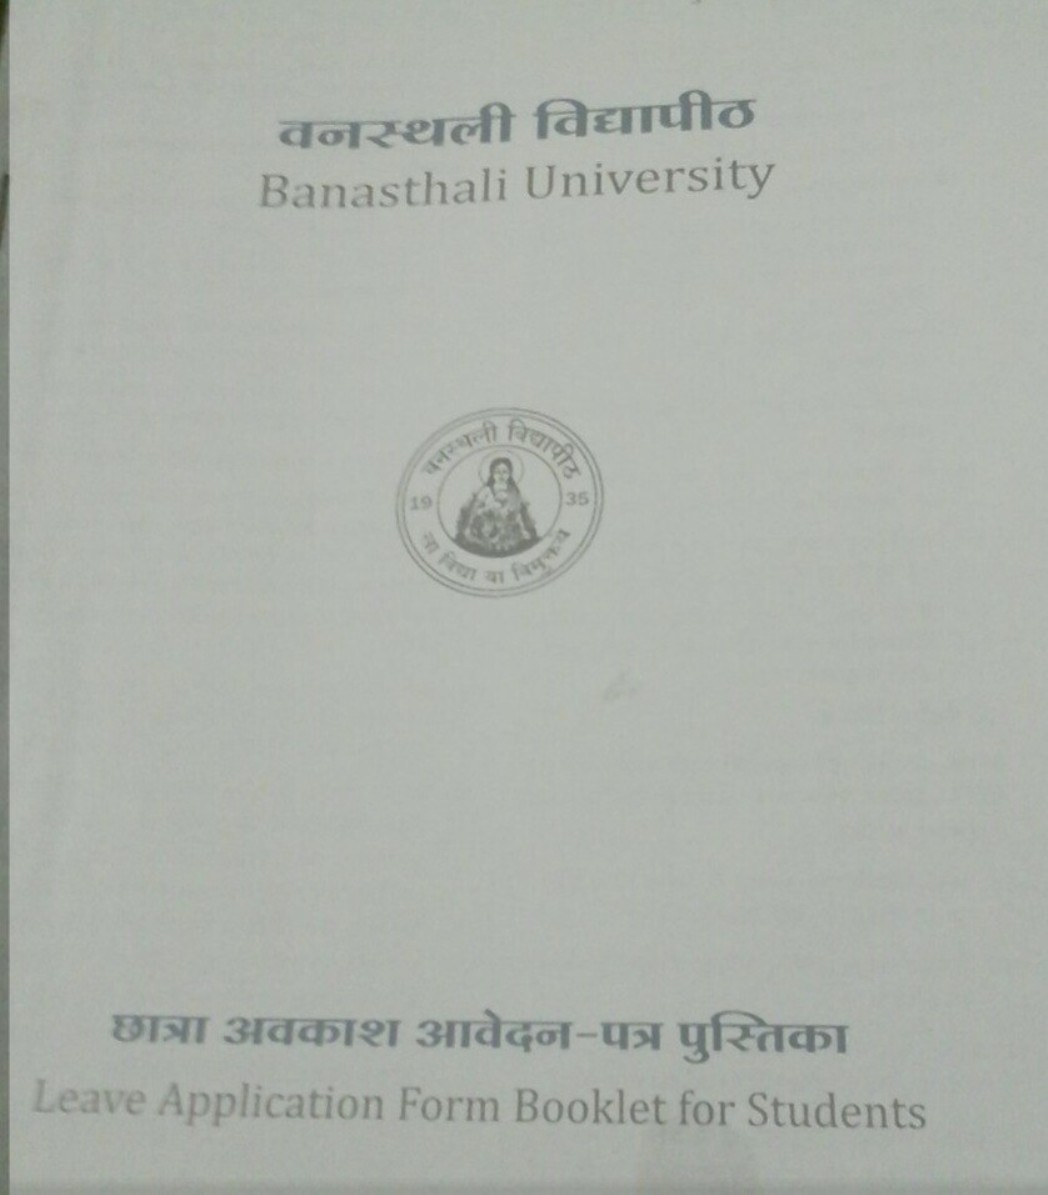 वनस्थली विद्यापीठ
Banasthali University
वनस्थली विद्यापीठ
19 35
सा विद्या या विमुक्तये
छात्रा अवकाश आवेदन-पत्र पुस्तिका
Leave Application Form Booklet for Students